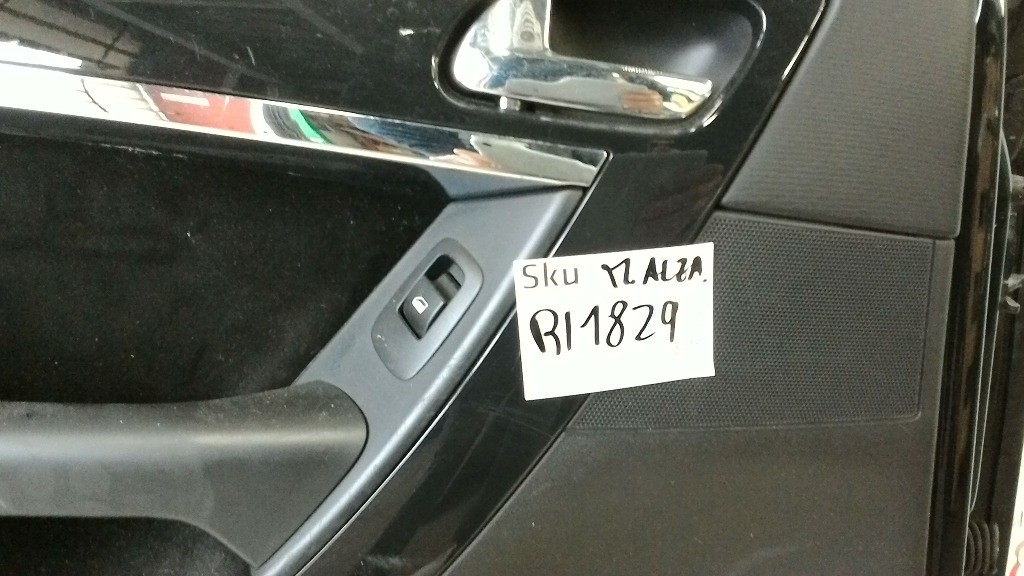 Sku YZ ALZA.
RI1829